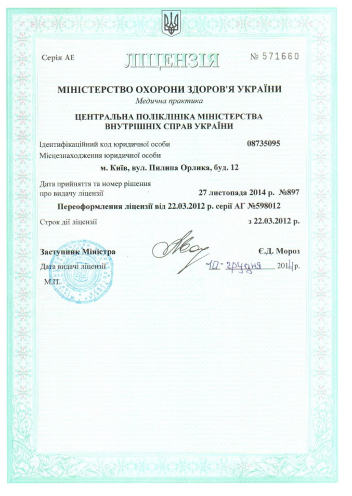 Серія АЕ
ЛІЦЕНЗІЯ
№ 571660
МІНІСТЕРСТВО ОХОРОНИ ЗДОРОВ'Я УКРАЇНИ
Медична практика
ЦЕНТРАЛЬНА ПОЛІКЛІНІКА МІНІСТЕРСТВА
ВНУТРІШНІХ СПРАВ УКРАЇНИ
Ідентифікаційний код юридичної особи 08735095
Місцезнаходження юридичної особи
м. Київ, вул. Пилипа Орлика, буд. 12
Дата прийняття та номер рішення
про видачу ліцензії 27 листопада 2014 р. №897
Переоформлення ліцензії від 22.03.2012 р. серії АГ №598012
Строк дії ліцензії з 22.03.2012 р.
Заступник Міністра Є.Д. Мороз
Дата видачі ліцензії 10 грудня 2014 р.
М.П.